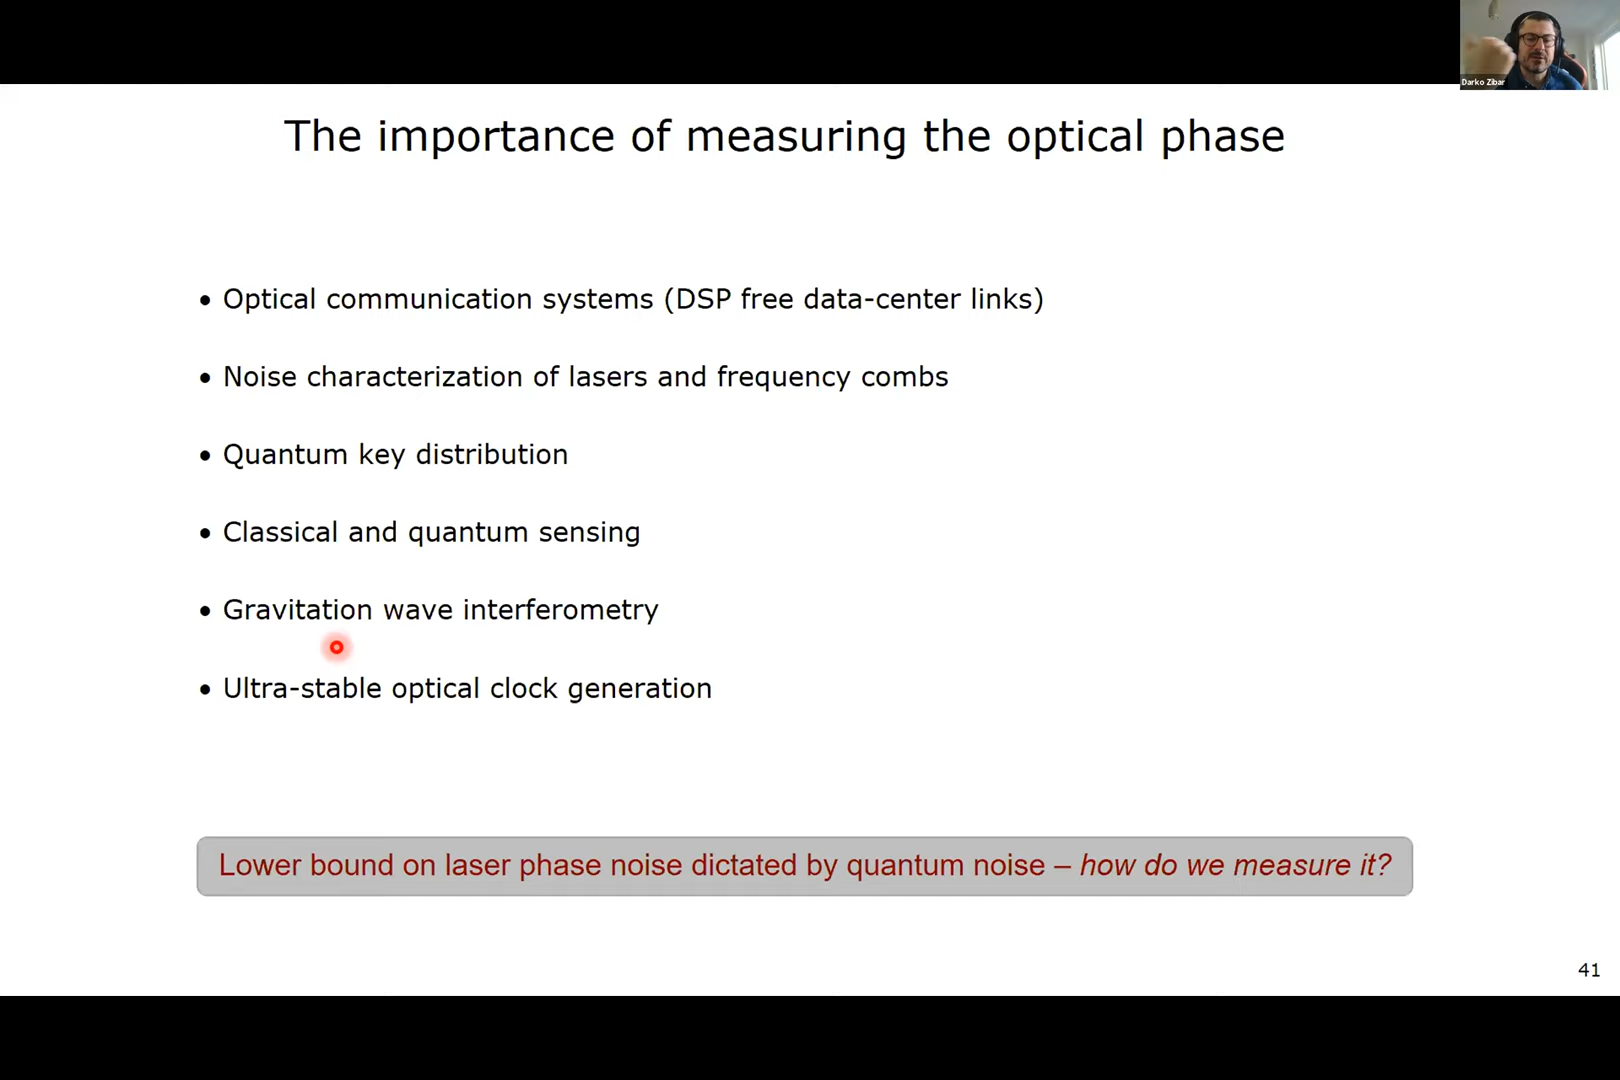 Darko Zibar
The importance of measuring the optical phase
• Optical communication systems (DSP free data-center links)
• Noise characterization of lasers and frequency combs
• Quantum key distribution
• Classical and quantum sensing
• Gravitation wave interferometry
• Ultra-stable optical clock generation
Lower bound on laser phase noise dictated by quantum noise – how do we measure it?
41